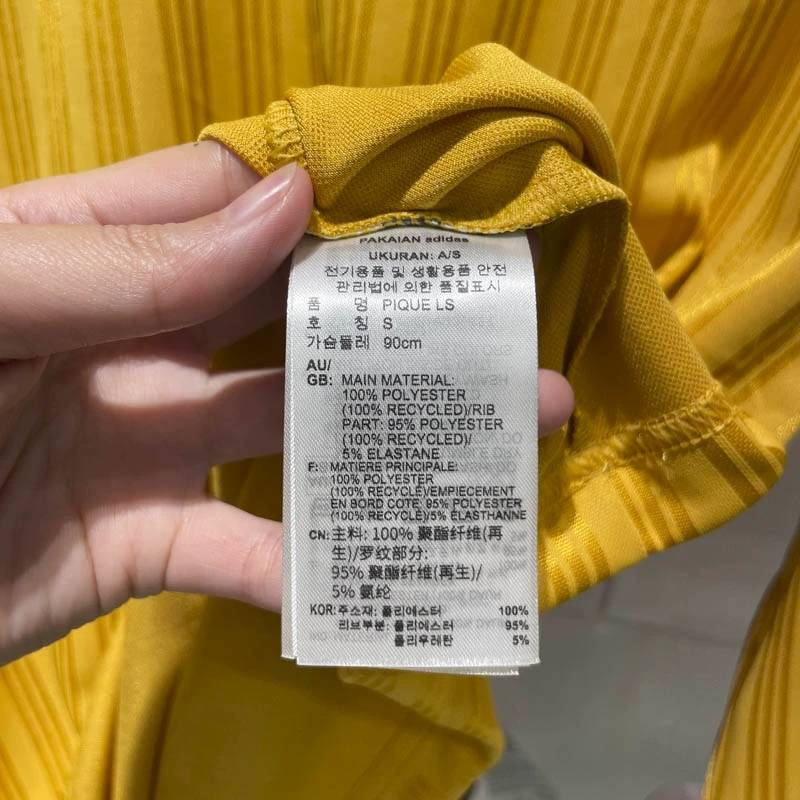 PAKAIAN adidas
UKURAN: A/S
전기용품 및 생활용품 안전
관리법에 의한 품질표시
품 명 PIQUE LS
호 칭 S
가슴둘레 90cm
AU/
GB: MAIN MATERIAL:
100% POLYESTER
(100% RECYCLED)/RIB
PART: 95% POLYESTER
(100% RECYCLED)/
5% ELASTANE
F: MATIERE PRINCIPALE:
100% POLYESTER
(100% RECYCLE)/EMPIECEMENT
EN BORD COTE: 95% POLYESTER
(100% RECYCLE)/5% ELASTHANNE
CN: 主料: 100% 聚酯纤维(再
生)/罗纹部分:
95% 聚酯纤维(再生)/
5% 氨纶
KOR: 주소재: 폴리에스터 100%
리브부분: 폴리에스터 95%
폴리우레탄 5%